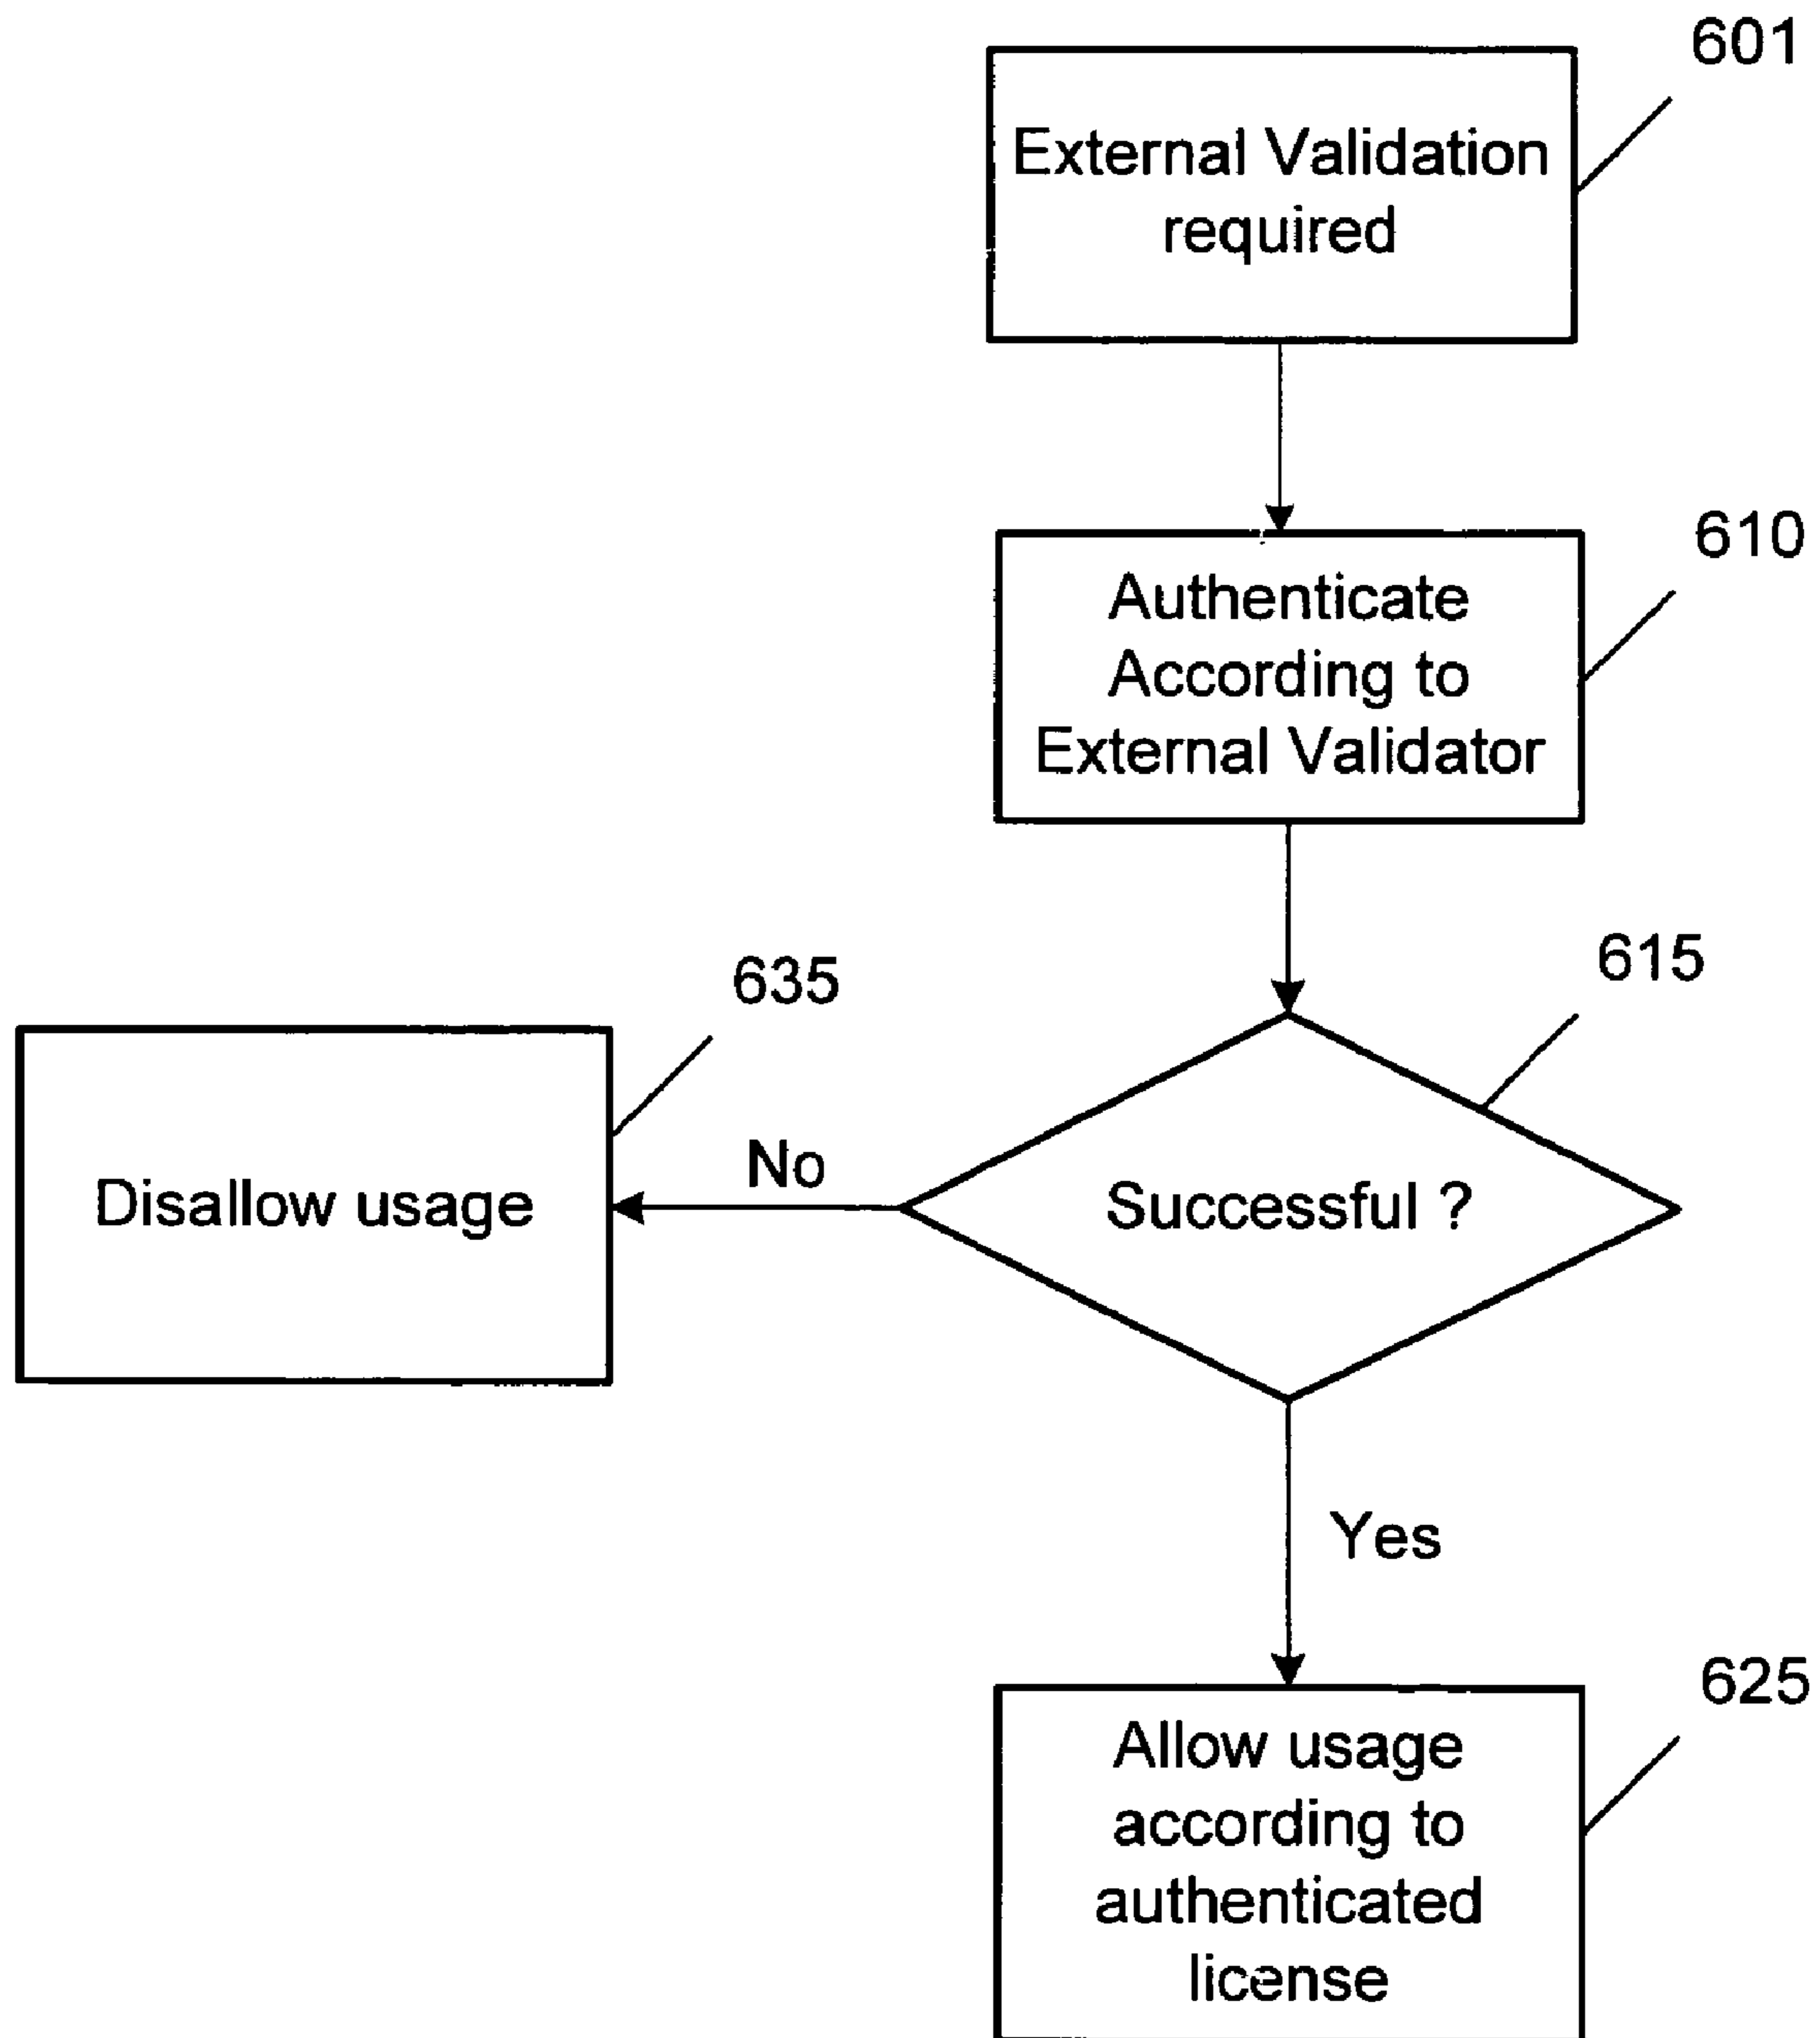 601
External Validation
required
610
Authenticate
According to
External Validator
615
635
No
Successful ?
Disallow usage
Yes
625
Allow usage
according to
authenticated
license